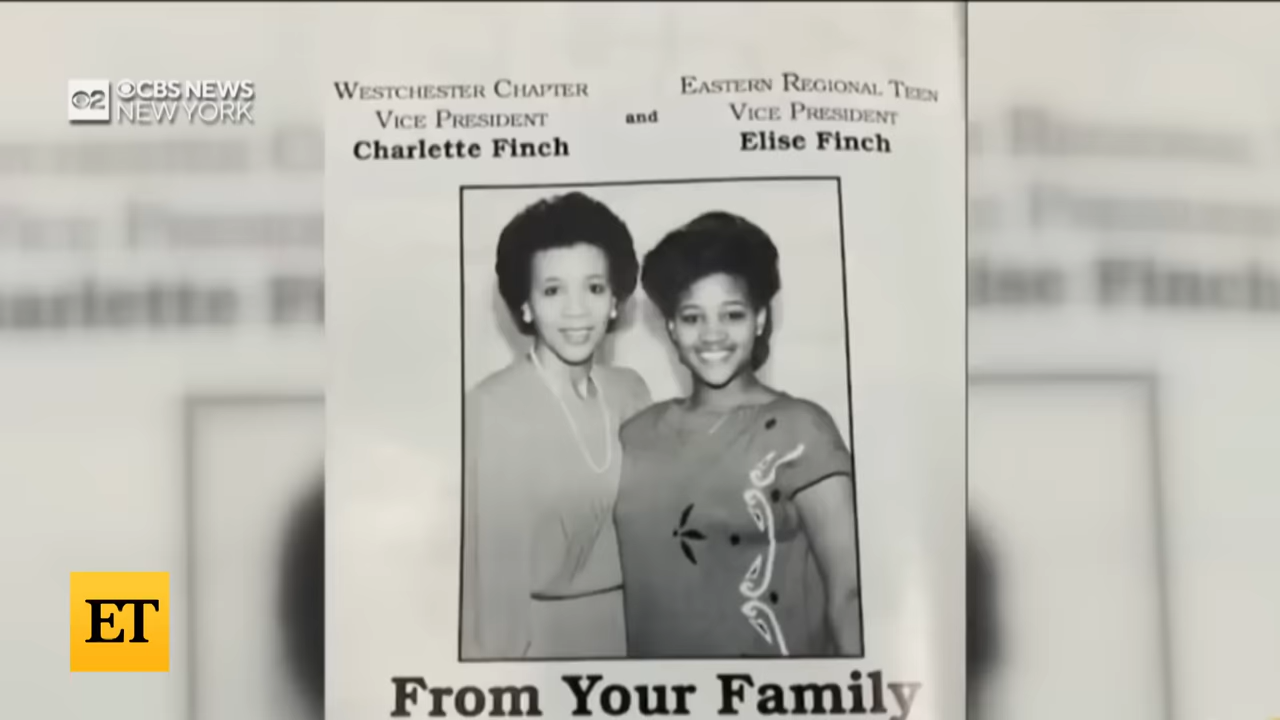 2 CBS NEWS
NEW YORK
WESTCHESTER CHAPTER
VICE PRESIDENT
Charlette Finch
and
EASTERN REGIONAL TEEN
VICE PRESIDENT
Elise Finch
From Your Family
ET